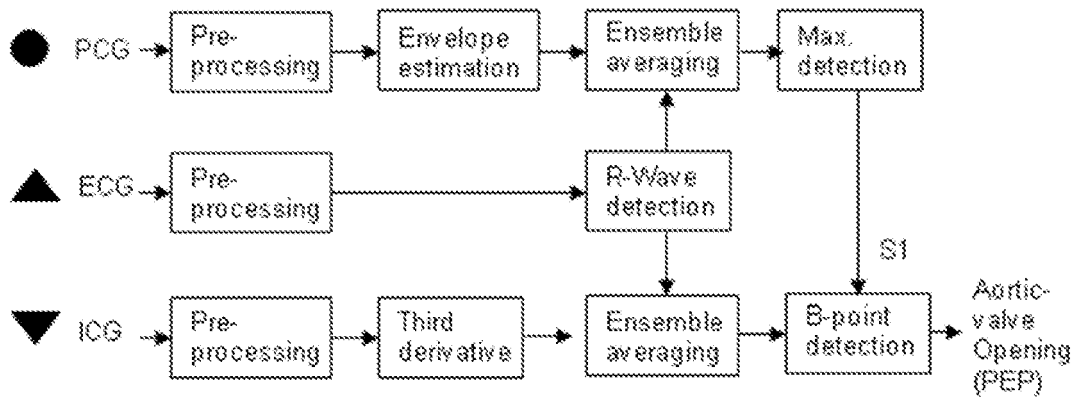 PCG
Pre-
processing
Envelope
estimation
Ensemble
averaging
Max.
detection
ECG
Pre-
processing
R-Wave
detection
S1
ICG
Pre-
processing
Third
derivative
Ensemble
averaging
B-point
detection
Aortic-
valve
Opening
(PEP)